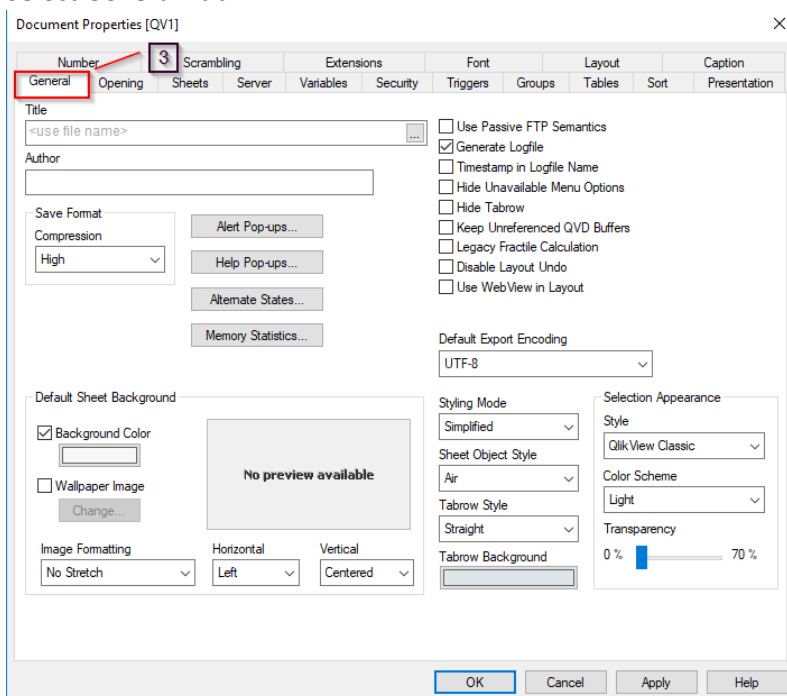 Document Properties [QV1]
Number 3 Scrambling Extensions Font Layout Caption
General Opening Sheets Server Variables Security Triggers Groups Tables Sort Presentation
Title
<use file name> ...
Author
Save Format
Compression
High
Alert Pop-ups...
Help Pop-ups...
Alternate States...
Memory Statistics...
Use Passive FTP Semantics
Generate Logfile
Timestamp in Logfile Name
Hide Unavailable Menu Options
Hide Tabrow
Keep Unreferenced QVD Buffers
Legacy Fractile Calculation
Disable Layout Undo
Use WebView in Layout
Default Export Encoding
UTF-8
Default Sheet Background
Background Color
Wallpaper Image
Change...
No preview available
Image Formatting Horizontal Vertical
No Stretch Left Centered
Styling Mode
Simplified
Sheet Object Style
Air
Tabrow Style
Straight
Tabrow Background
Selection Appearance
Style
QlikView Classic
Color Scheme
Light
Transparency
0 % 70 %
OK Cancel Apply Help